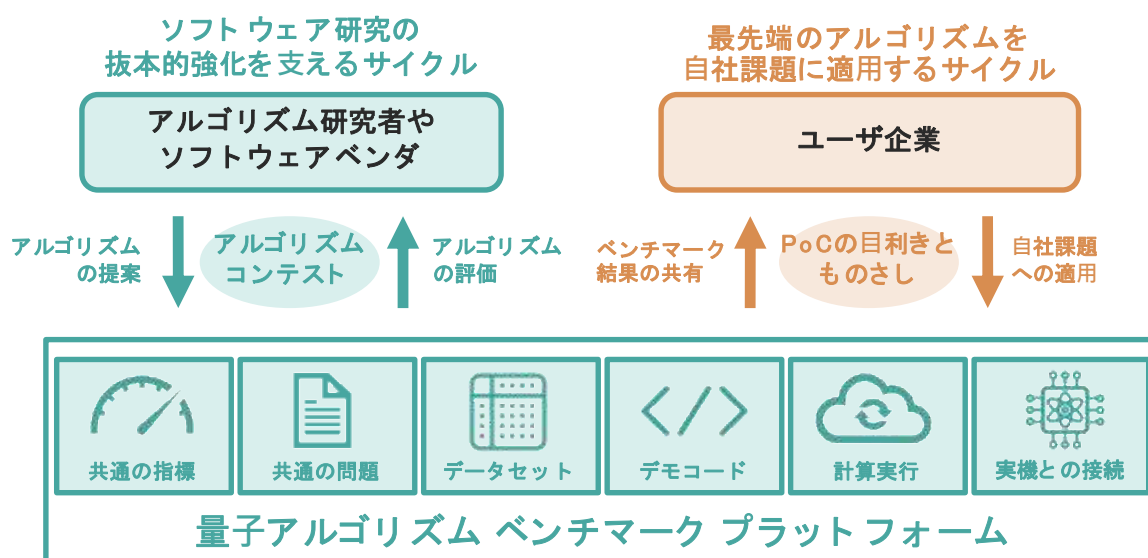 ソフトウェア研究の
抜本的強化を支えるサイクル
アルゴリズム研究者や
ソフトウェアベンダ
アルゴリズム
の提案
アルゴリズム
コンテスト
アルゴリズム
の評価
最先端のアルゴリズムを
自社課題に適用するサイクル
ユーザ企業
ベンチマーク
結果の共有
PoCの目利きと
ものさし
自社課題
への適用
共通の指標
共通の問題
データセット
デモコード
計算実行
実機との接続
量子アルゴリズム ベンチマーク プラットフォーム